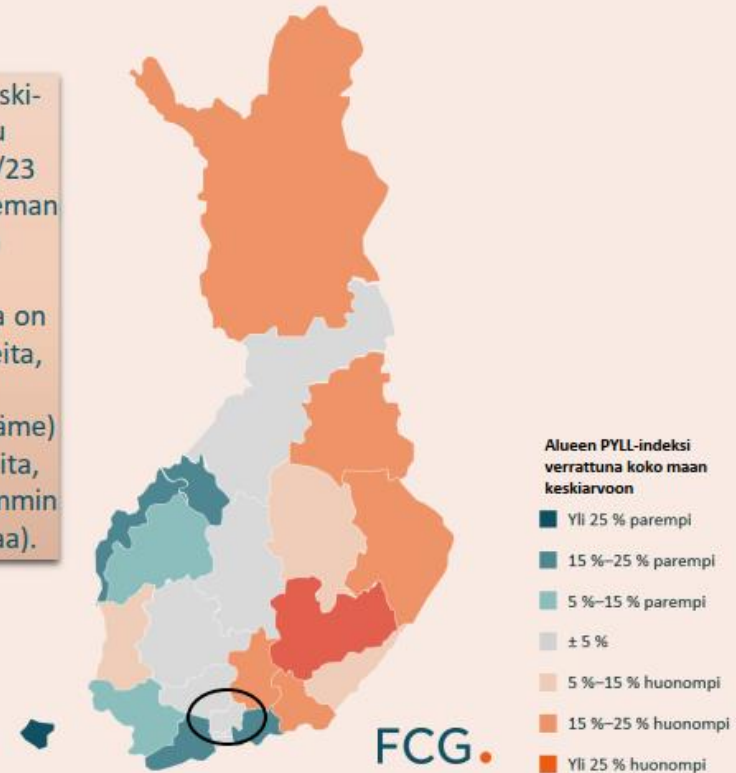 ski-
u
/23
eman
a on
eita,
äme)
ita,
nmin
aa).
Alueen PYLL-indeksi
verrattuna koko maan
keskiarvoon
Yli 25 % parempi
15 %–25 % parempi
5 %–15 % parempi
± 5 %
5 %–15 % huonompi
15 %–25 % huonompi
Yli 25 % huonompi
FCG.